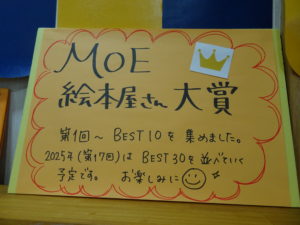 MOE
絵本屋さん大賞
第1回～BEST10を集めました。
2025年(第17回)はBEST30を並べていく
予定です。 お楽しみに